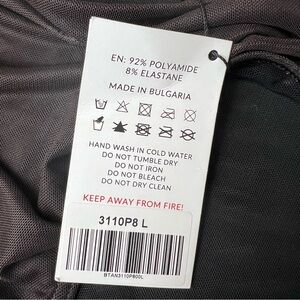 EN: 92% POLYAMIDE
8% ELASTANE
MADE IN BULGARIA
HAND WASH IN COLD WATER
DO NOT TUMBLE DRY
DO NOT IRON
DO NOT BLEACH
DO NOT DRY CLEAN
KEEP AWAY FROM FIRE!
3110P8 L
BTAN3110P800L